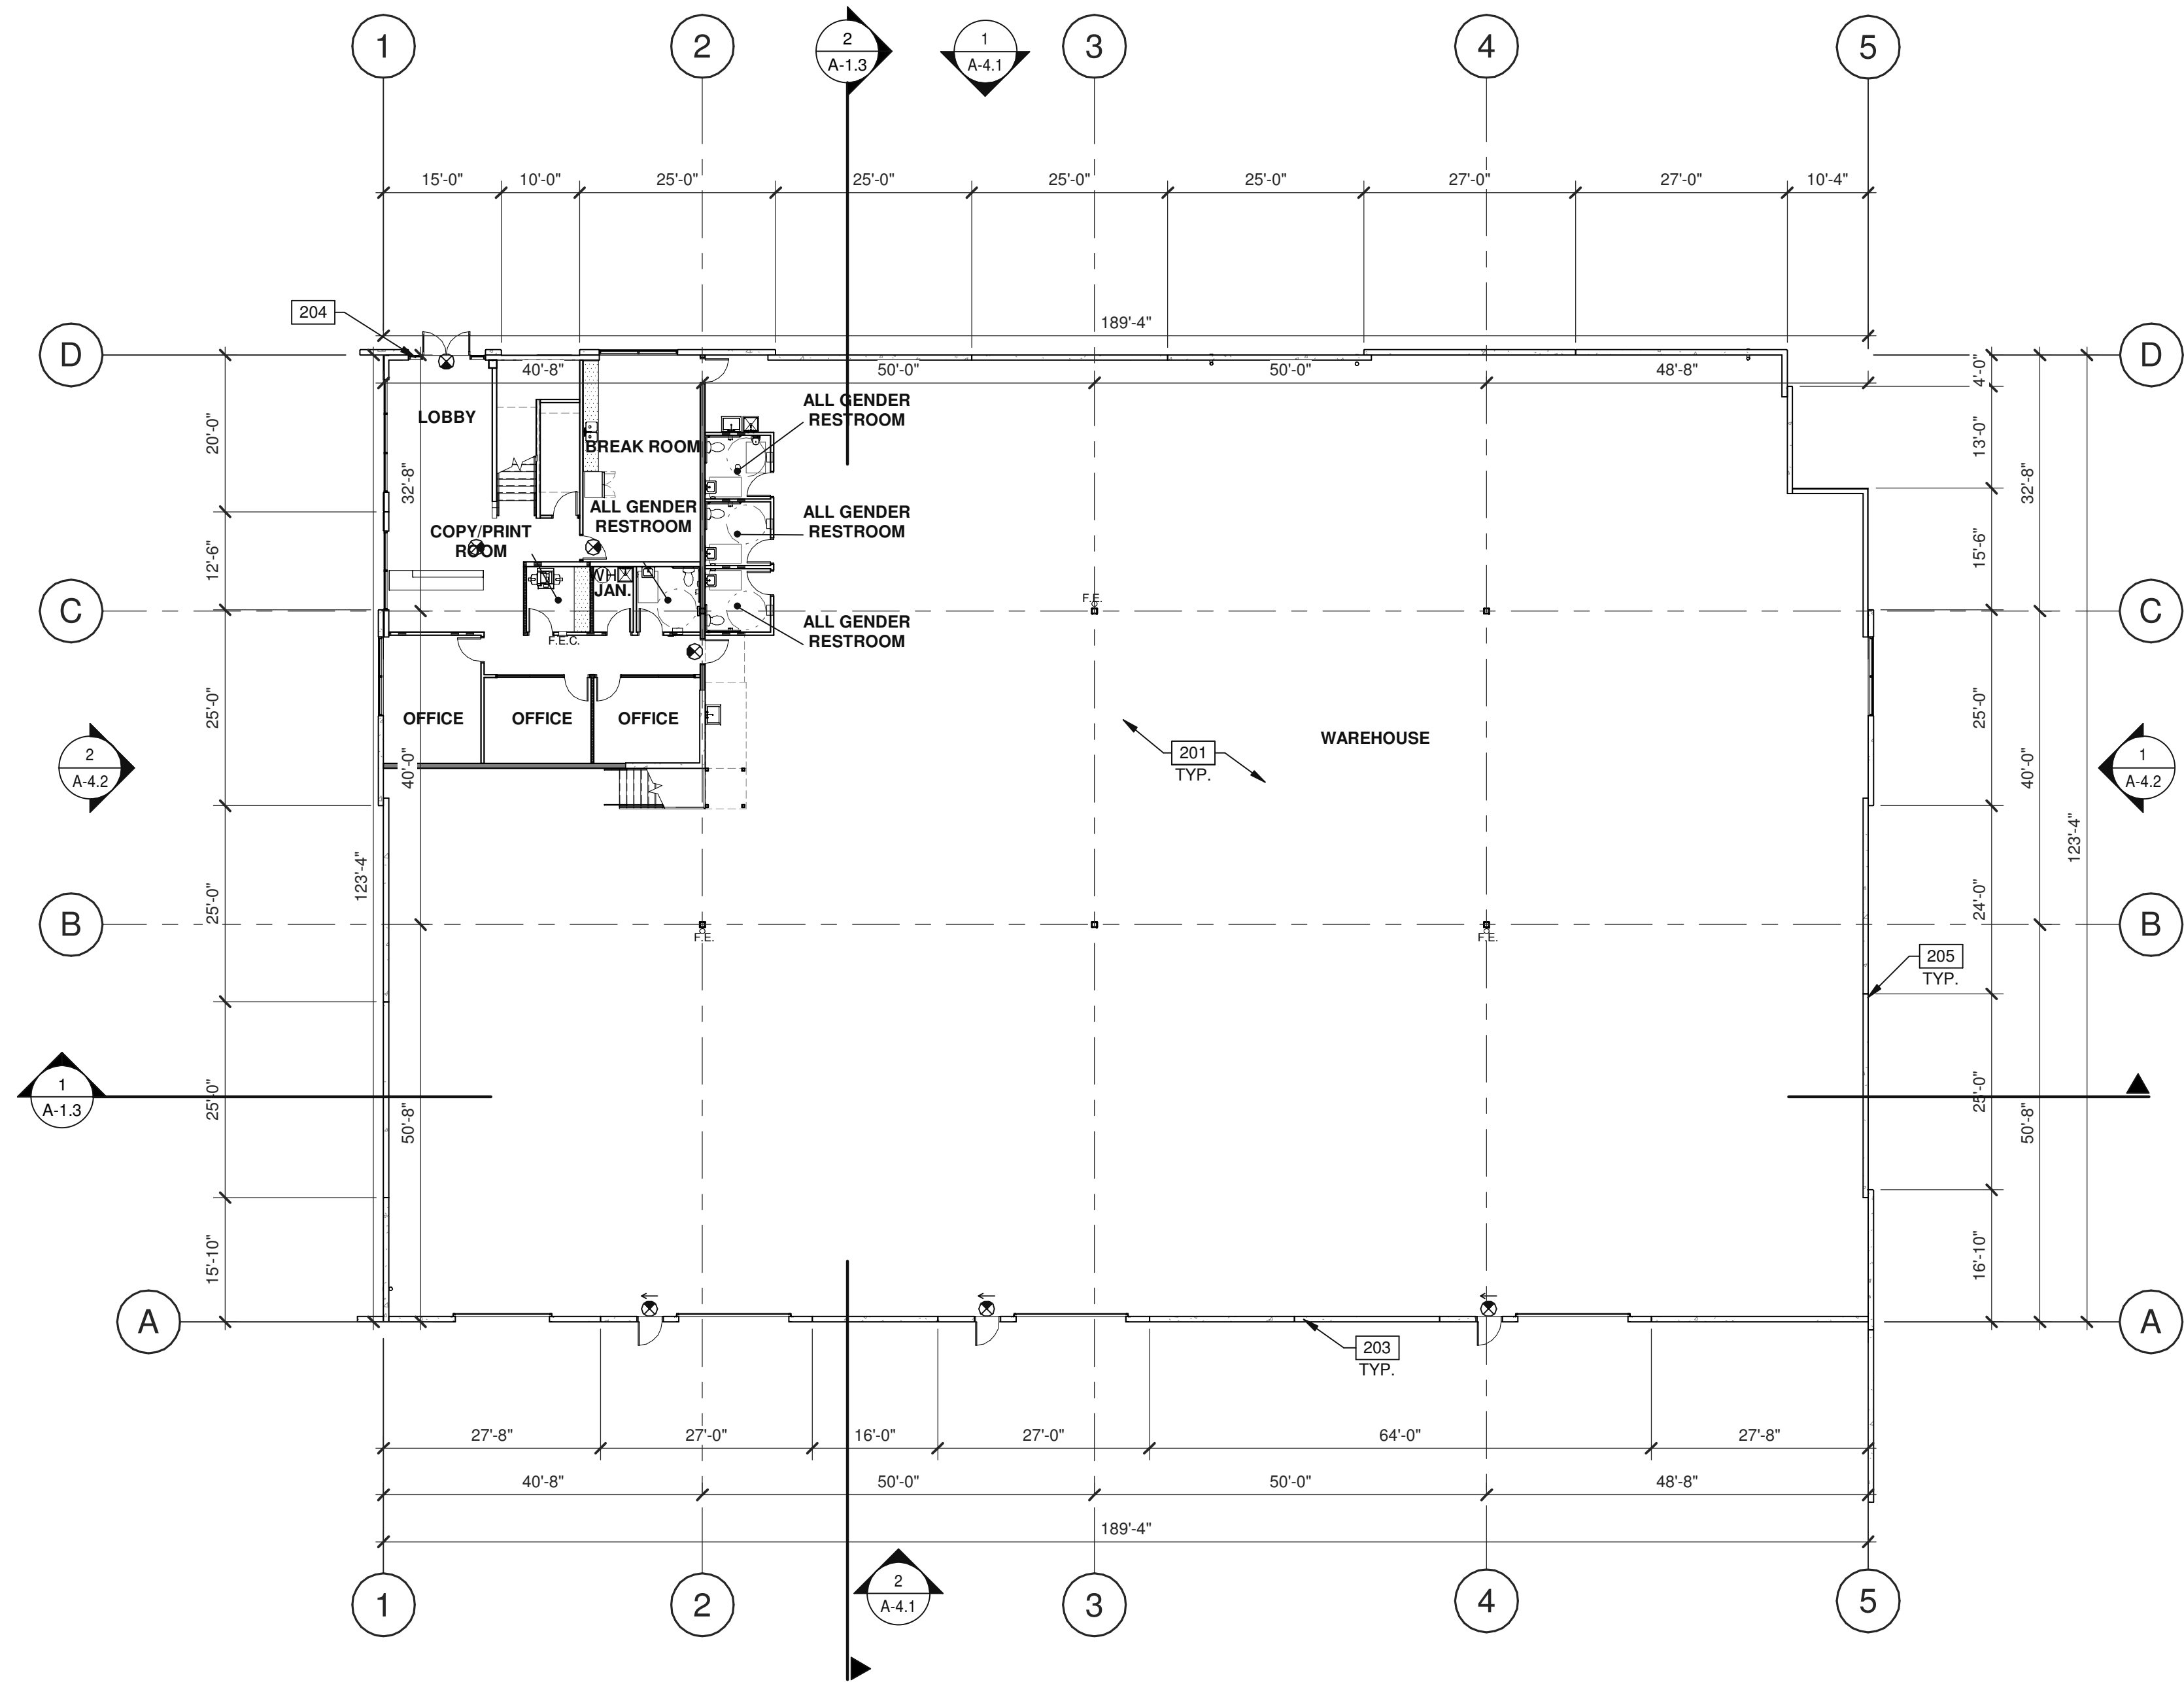 1
2
2
A-1.3
1
A-4.1
3
4
5
15'-0"
10'-0"
25'-0"
25'-0"
25'-0"
25'-0"
27'-0"
27'-0"
10'-4"
204
189'-4"
D
D
40'-8"
50'-0"
50'-0"
48'-8"
4'-0"
LOBBY
ALL GENDER
RESTROOM
20'-0"
13'-0"
BREAK ROOM
32'-8"
32'-8"
ALL GENDER
RESTROOM
ALL GENDER
RESTROOM
COPY/PRINT
ROOM
12'-6"
15'-6"
WH
JAN.
F.E.
C
C
ALL GENDER
RESTROOM
F.E.C.
25'-0"
OFFICE
OFFICE
OFFICE
25'-0"
WAREHOUSE
201
TYP.
2
A-4.2
40'-0"
40'-0"
1
A-4.2
123'-4"
123'-4"
25'-0"
24'-0"
B
B
F.E.
F.E.
205
TYP.
1
A-1.3
25'-0"
50'-8"
25'-0"
50'-8"
15'-10"
16'-10"
A
A
203
TYP.
27'-8"
27'-0"
16'-0"
27'-0"
64'-0"
27'-8"
40'-8"
50'-0"
50'-0"
48'-8"
189'-4"
2
A-4.1
1
2
3
4
5